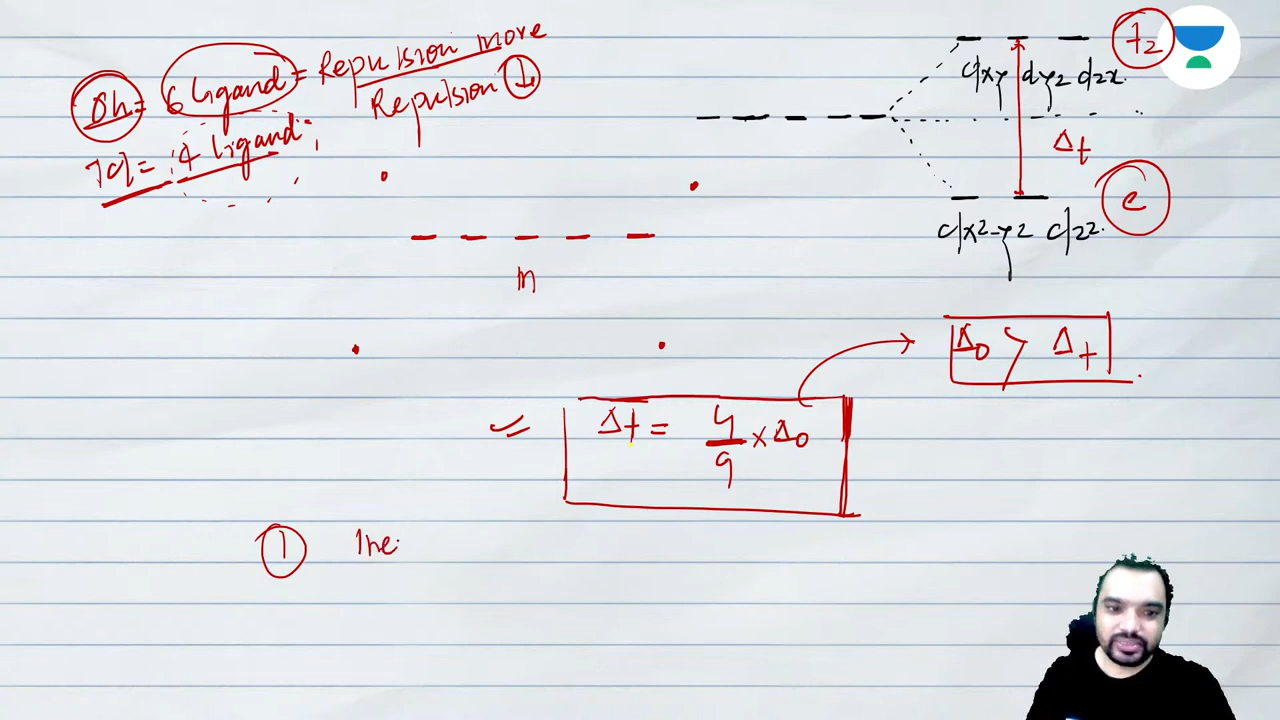 Oh = 6 ligand = Repulsion more
Repulsion ↓
Td = 4 ligand
t2
dxy dyz dzx
Δt
e
dx2-y2 dz2
m
Δo > Δt
Δt = 4/9 × Δo
① The